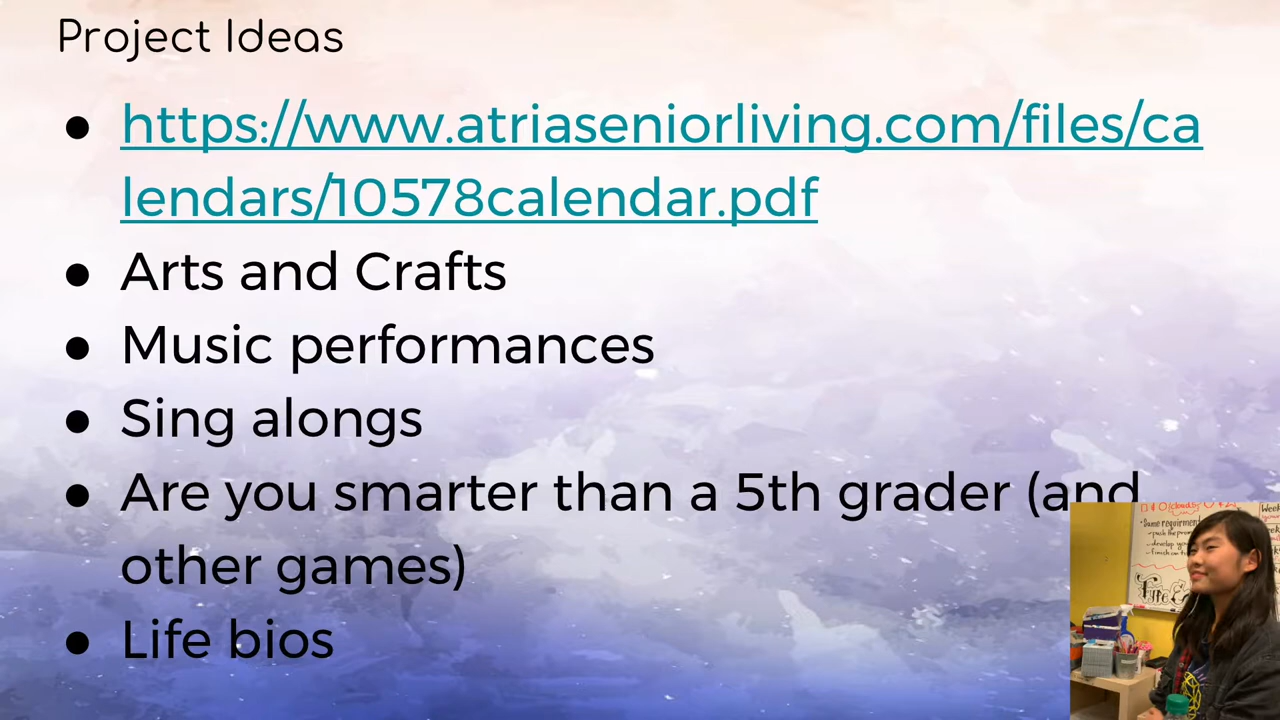 Project Ideas
● https://www.atriaseniorliving.com/files/ca
lendars/10578calendar.pdf
● Arts and Crafts
● Music performances
● Sing alongs
● Are you smarter than a 5th grader (and
other games)
● Life bios
Week